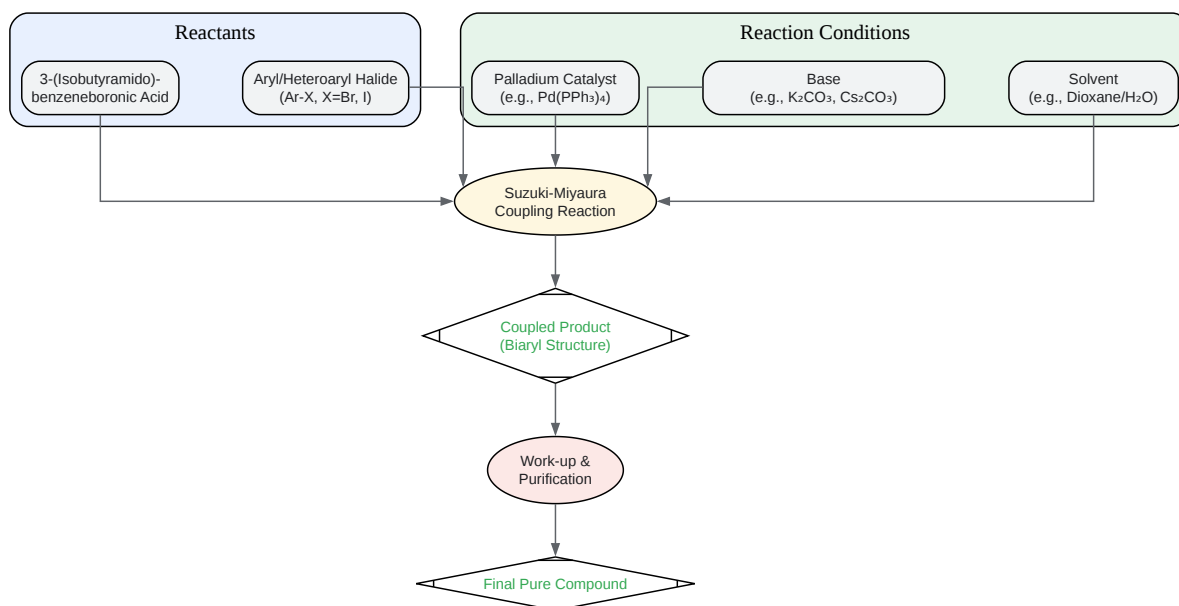 Reactants
Reaction Conditions
3-(Isobutyramido)-
benzeneboronic Acid
Aryl/Heteroaryl Halide
(Ar-X, X=Br, I)
Palladium Catalyst
(e.g., Pd(PPh₃)₄)
Base
(e.g., K₂CO₃, Cs₂CO₃)
Solvent
(e.g., Dioxane/H₂O)
Suzuki-Miyaura
Coupling Reaction
Coupled Product
(Biaryl Structure)
Work-up &
Purification
Final Pure Compound